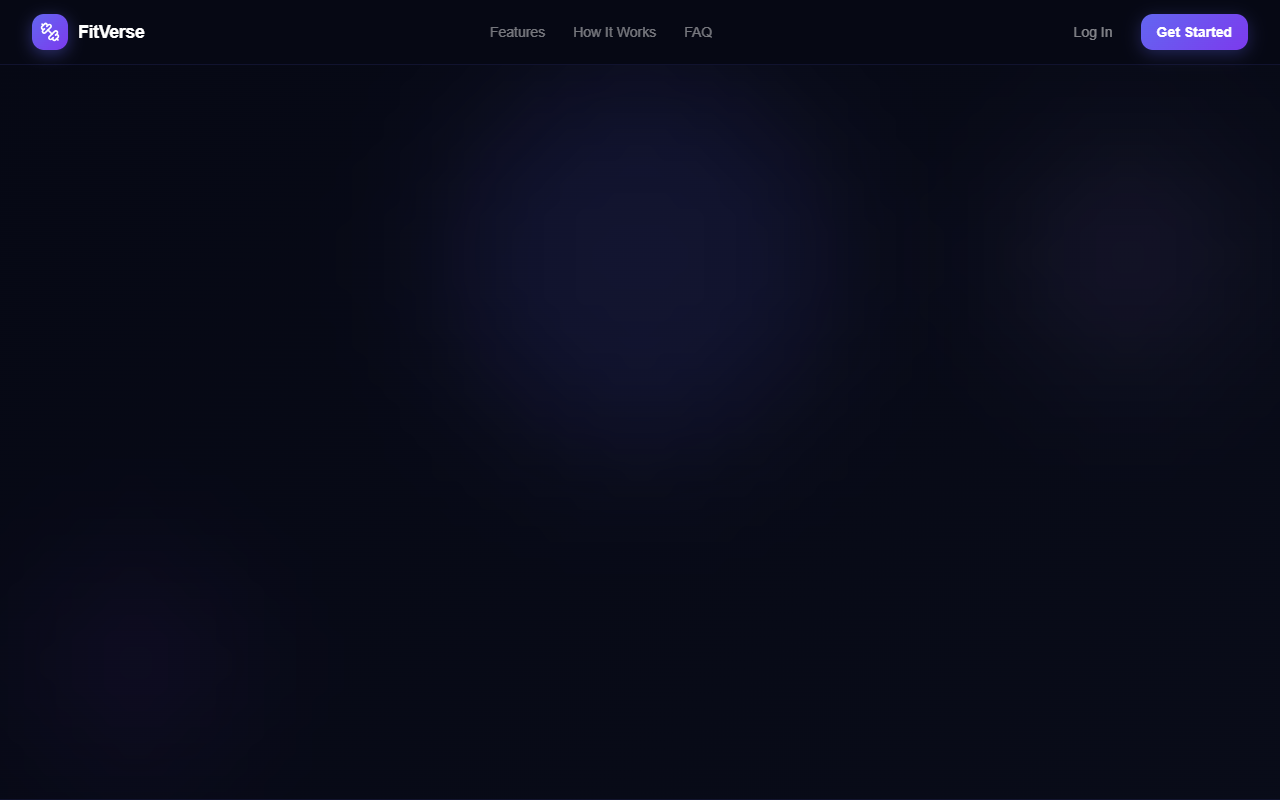 FitVerse
Features
How It Works
FAQ
Log In
Get Started